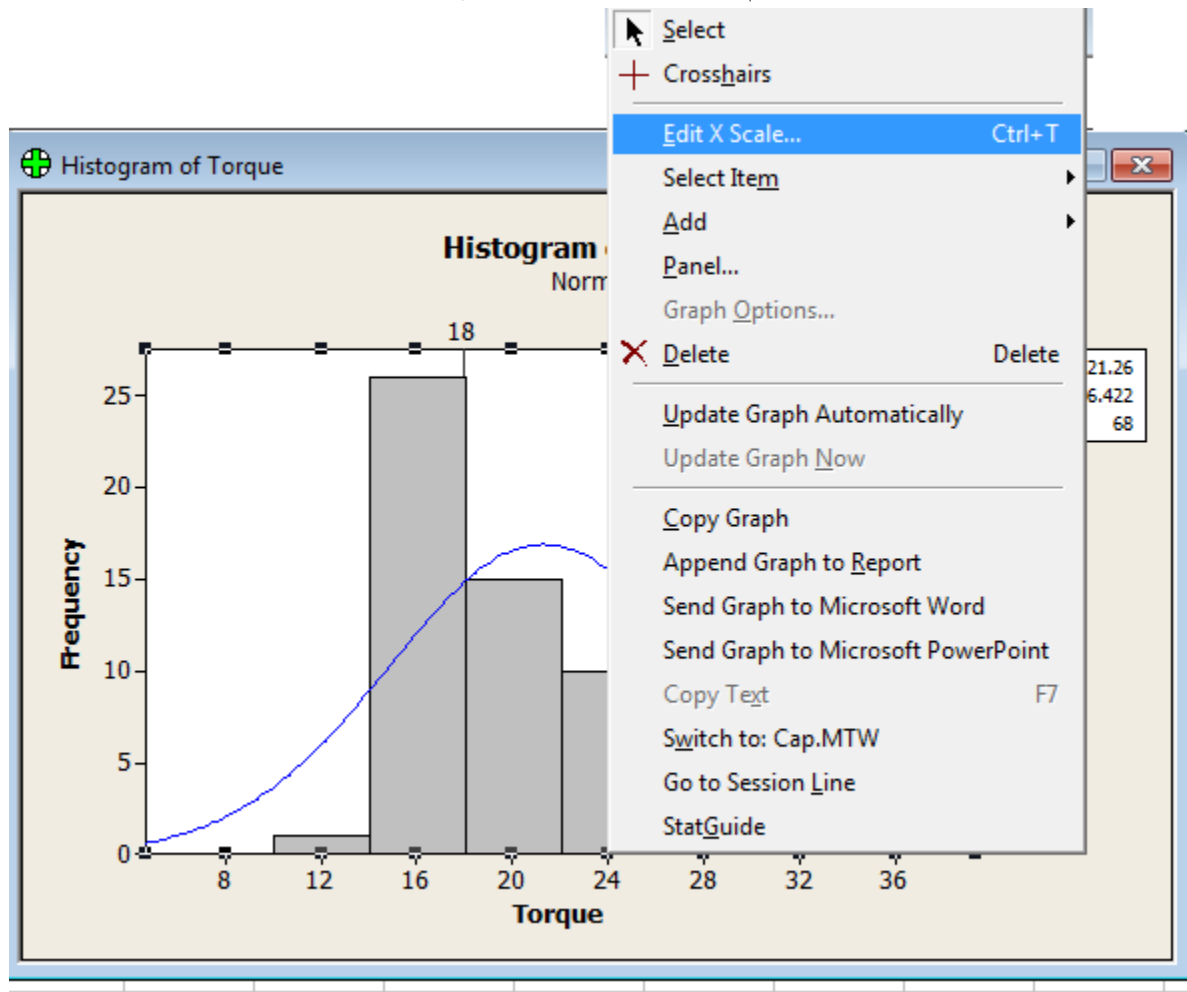 Select
Crosshairs
Edit X Scale... Ctrl+T
Select Item
Add
Panel...
Graph Options...
Delete Delete
Update Graph Automatically
Update Graph Now
Copy Graph
Append Graph to Report
Send Graph to Microsoft Word
Send Graph to Microsoft PowerPoint
Copy Text F7
Switch to: Cap.MTW
Go to Session Line
StatGuide
Histogram of Torque
Histogram
Norm
18
21.26
6.422
68
25
20
15
10
5
0
Frequency
8 12 16 20 24 28 32 36
Torque